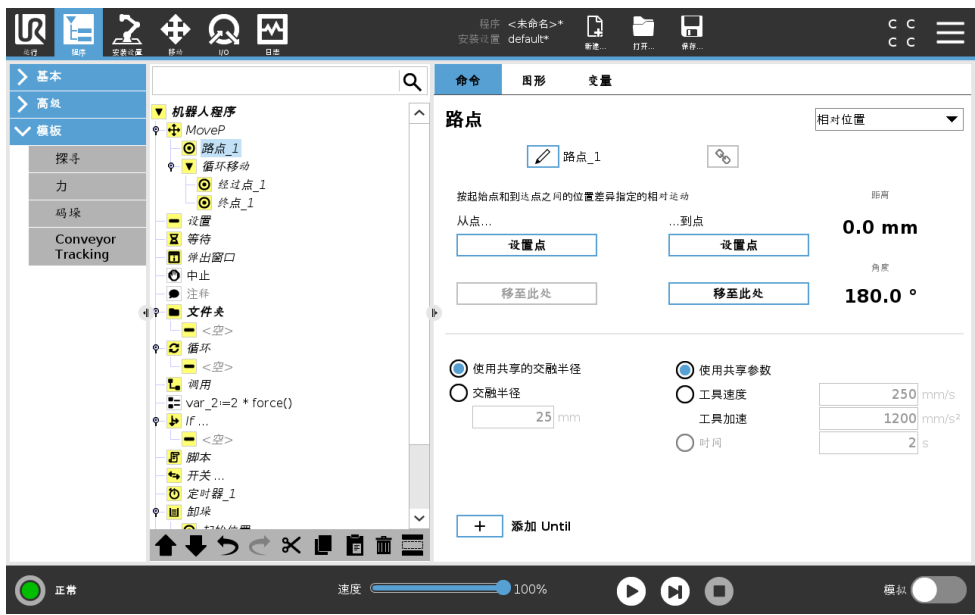 运行
程序
安装设置
移动
I/O
日志
程序 <未命名>*
安装设置 default*
新建...
打开...
保存...
C C
C C
基本
高级
模板
探寻
力
码垛
Conveyor Tracking
机器人程序
MoveP
路点_1
循环移动
经过点_1
终点_1
设置
等待
弹出窗口
中止
注释
文件夹
<空>
循环
<空>
调用
var_2:=2 * force()
If ...
<空>
脚本
开关 ...
定时器_1
卸垛
起始位置
命令
图形
变量
路点
相对位置
路点_1
按起始点和到达点之间的位置差异指定的相对运动
从点...
...到点
设置点
设置点
移至此处
移至此处
距离
0.0 mm
角度
180.0 °
使用共享的交融半径
交融半径
25 mm
使用共享参数
工具速度
250 mm/s
工具加速
1200 mm/s²
时间
2 s
添加 Until
正常
速度
100%
模拟